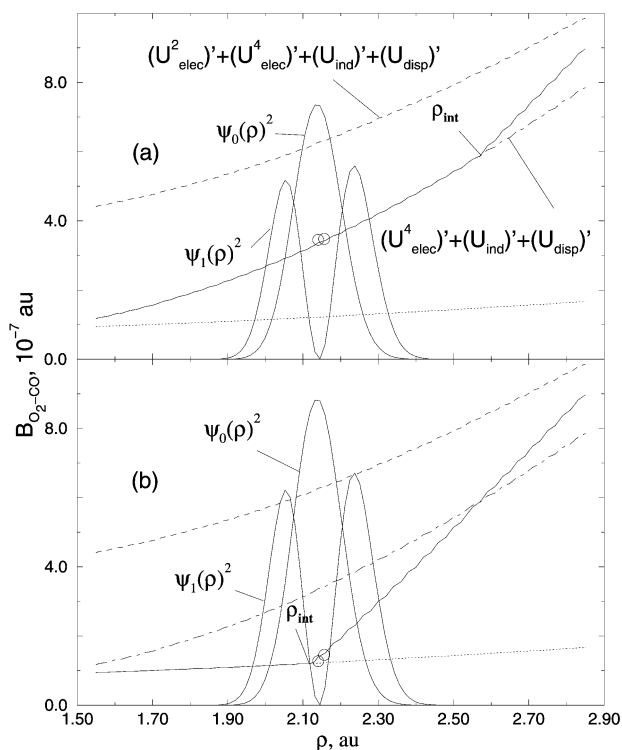 8.0
(U²elec)’+(U⁴elec)’+(Uind)’+(Udisp)’
ψ₀(ρ)²
ρint
(a)
4.0
ψ₁(ρ)²
(U⁴elec)’+(Uind)’+(Udisp)’
0.0
B O₂−CO, 10⁻⁷ au
8.0
ψ₀(ρ)²
(b)
4.0
ψ₁(ρ)²
ρint
0.0
1.50 1.70 1.90 2.10 2.30 2.50 2.70 2.90
ρ, au